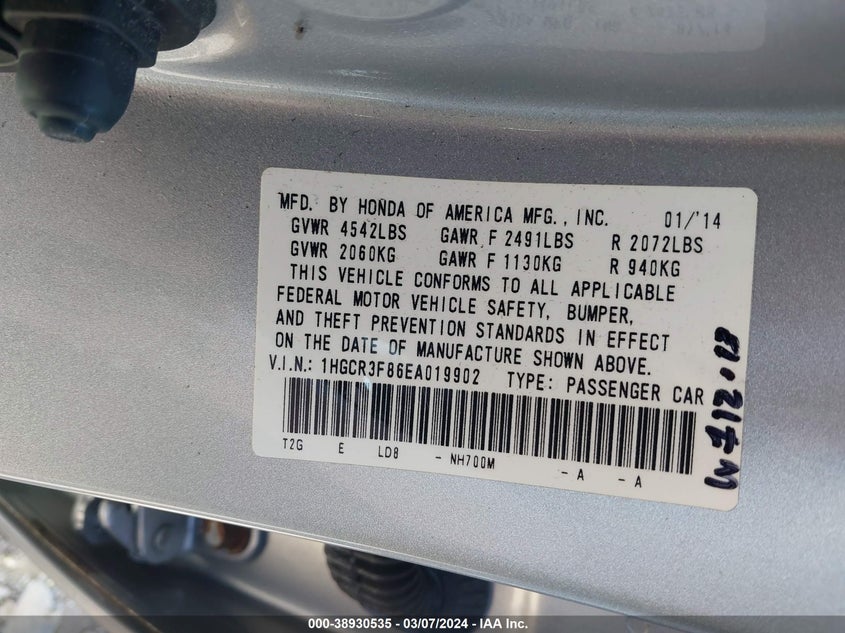 MFD. BY HONDA OF AMERICA MFG., INC. 01/'14
GVWR 4542LBS GAWR F 2491LBS R 2072LBS
GVWR 2060KG GAWR F 1130KG R 940KG
THIS VEHICLE CONFORMS TO ALL APPLICABLE
FEDERAL MOTOR VEHICLE SAFETY, BUMPER,
AND THEFT PREVENTION STANDARDS IN EFFECT
ON THE DATE OF MANUFACTURE SHOWN ABOVE.
V.I.N.: 1HGCR3F86EA019902 TYPE: PASSENGER CAR
T2G E LD8 - NH700M - A - A
000-38930535 - 03/07/2024 - IAA Inc.